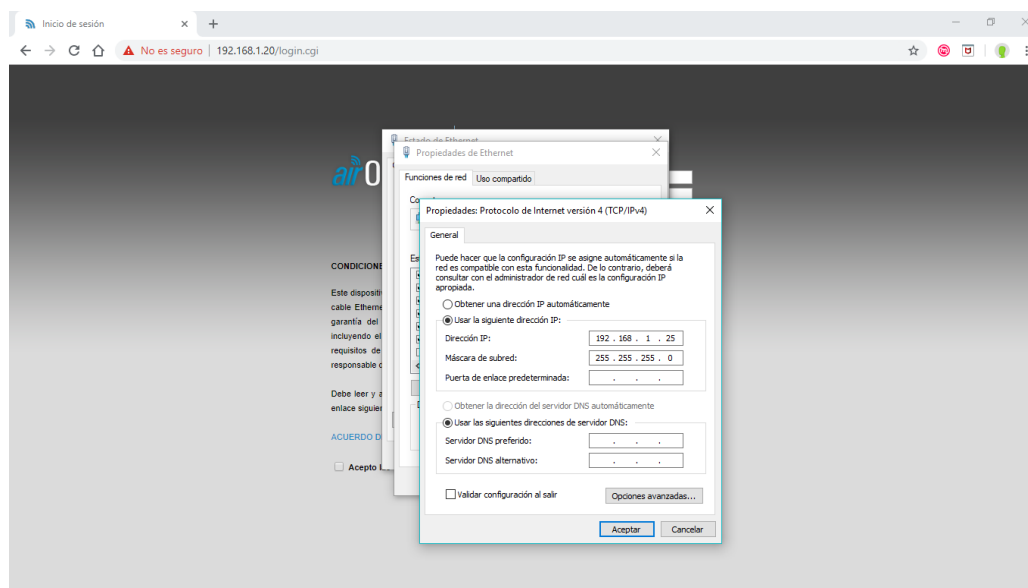 Inicio de sesión
No es seguro | 192.168.1.20/login.cgi
Estado de Ethernet
Propiedades de Ethernet
Funciones de red
Uso compartido
Propiedades: Protocolo de Internet versión 4 (TCP/IPv4)
General
Puede hacer que la configuración IP se asigne automáticamente si la
red es compatible con esta funcionalidad. De lo contrario, deberá
consultar con el administrador de red cuál es la configuración IP
apropiada.
Obtener una dirección IP automáticamente
Usar la siguiente dirección IP:
Dirección IP: 192 . 168 . 1 . 25
Máscara de subred: 255 . 255 . 255 . 0
Puerta de enlace predeterminada: . . .
Obtener la dirección del servidor DNS automáticamente
Usar las siguientes direcciones de servidor DNS:
Servidor DNS preferido: . . .
Servidor DNS alternativo: . . .
Validar configuración al salir
Opciones avanzadas...
Aceptar
Cancelar
air
Este
cable
garantía del
incluyendo el
requisitos de
responsable
Debe leer y
enlace
ACUERDO
Acepto